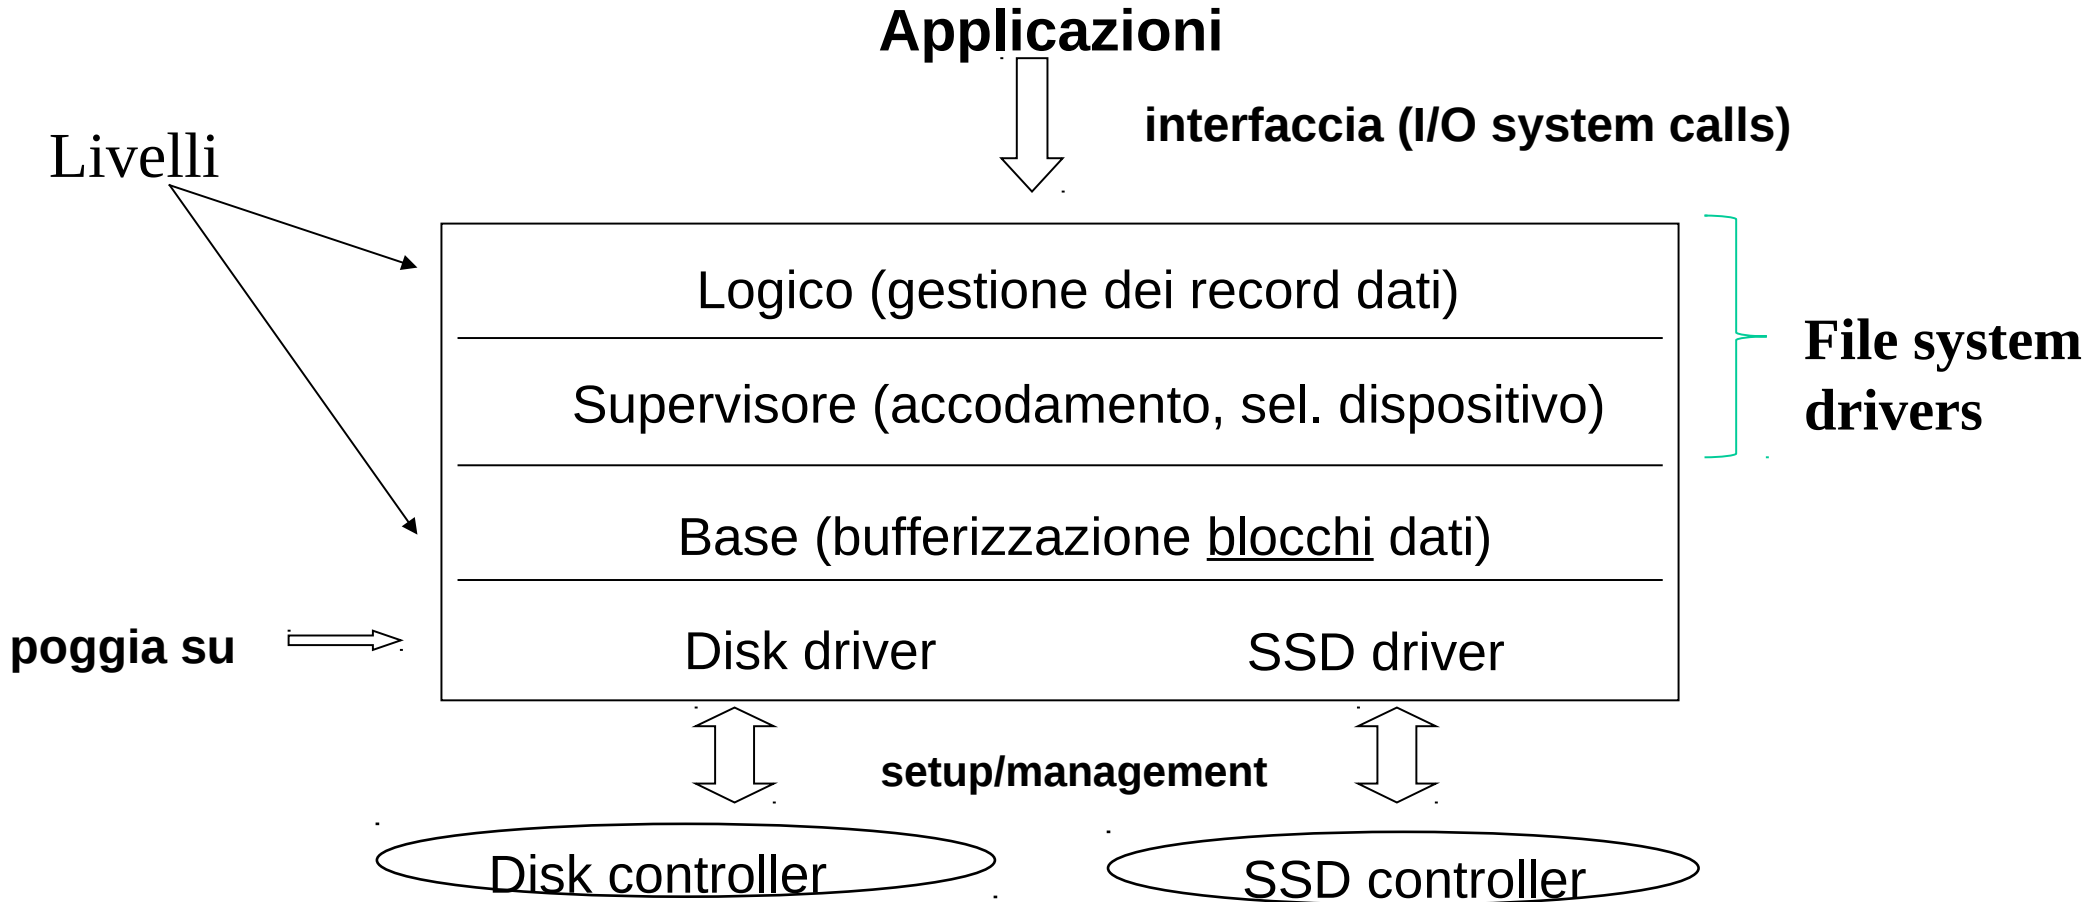 Applicazioni
interfaccia (I/O system calls)
Livelli
Logico (gestione dei record dati)
File system
drivers
Supervisore (accodamento, sel. dispositivo)
Base (bufferizzazione blocchi dati)
poggia su
Disk driver
SSD driver
setup/management
Disk controller
SSD controller